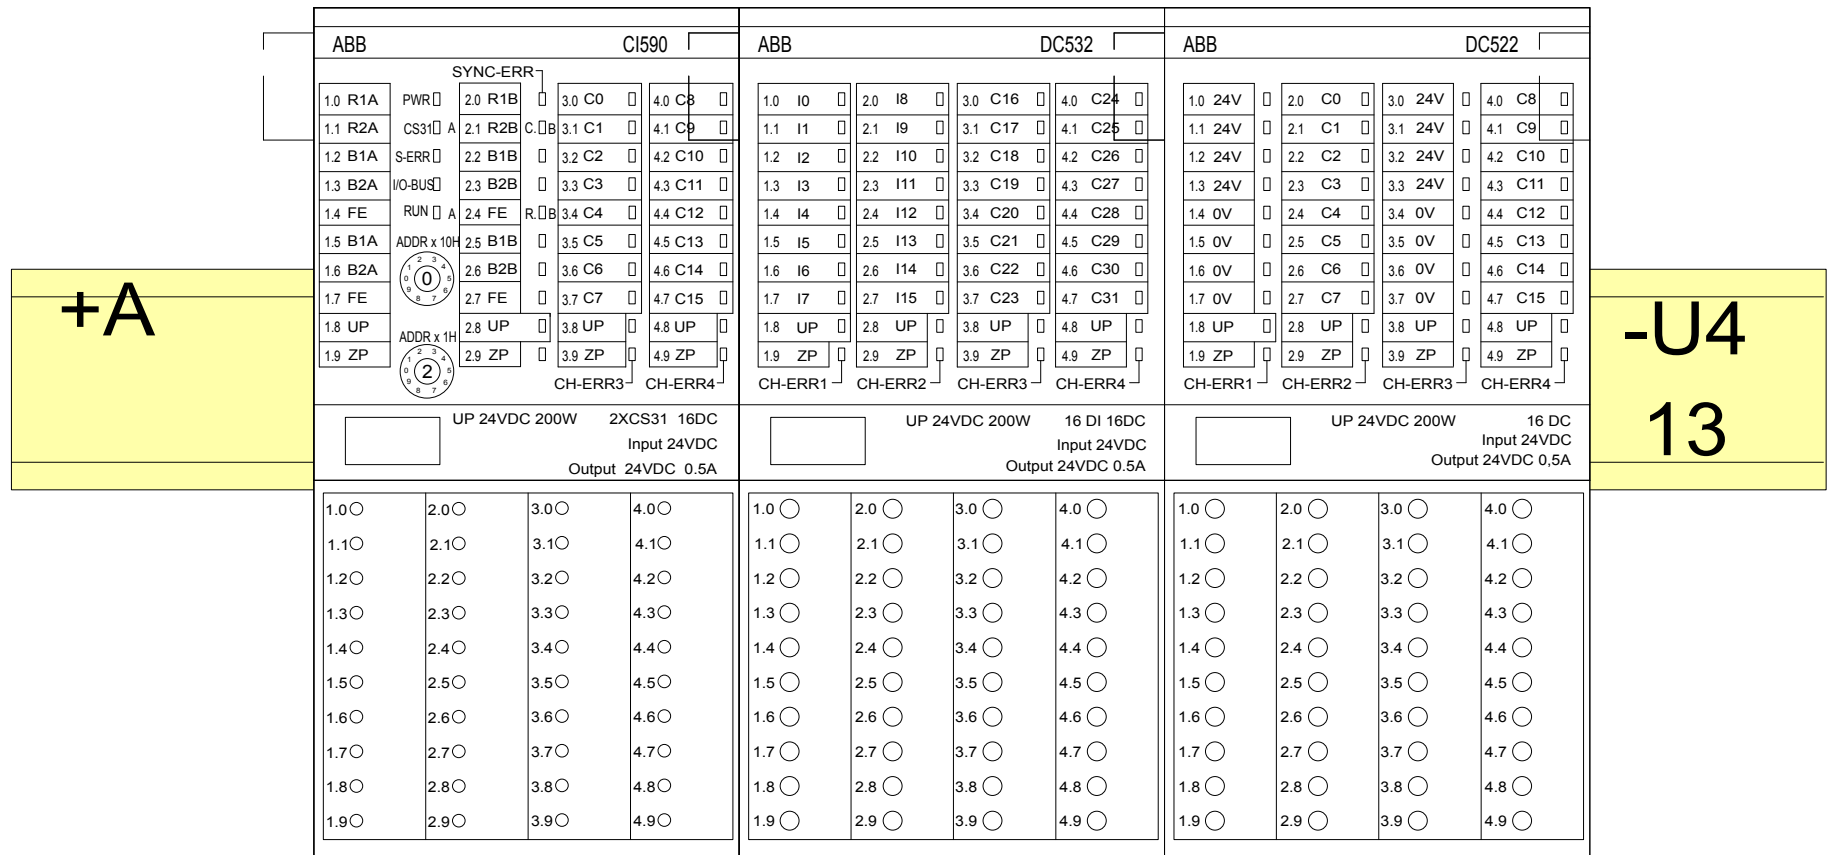 ABB CI590 ABB DC532 ABB DC522
SYNC-ERR
1.0 R1A PWR 2.0 R1B 3.0 C0 4.0 C8 1.0 I0 2.0 I8 3.0 C16 4.0 C24 1.0 24V 2.0 C0 3.0 24V 4.0 C8
1.1 R2A CS31 A 2.1 R2B C. B 3.1 C1 4.1 C9 1.1 I1 2.1 I9 3.1 C17 4.1 C25 1.1 24V 2.1 C1 3.1 24V 4.1 C9
1.2 B1A S-ERR 2.2 B1B 3.2 C2 4.2 C10 1.2 I2 2.2 I10 3.2 C18 4.2 C26 1.2 24V 2.2 C2 3.2 24V 4.2 C10
1.3 B2A I/O-BUS 2.3 B2B 3.3 C3 4.3 C11 1.3 I3 2.3 I11 3.3 C19 4.3 C27 1.3 24V 2.3 C3 3.3 24V 4.3 C11
1.4 FE RUN A 2.4 FE R. B 3.4 C4 4.4 C12 1.4 I4 2.4 I12 3.4 C20 4.4 C28 1.4 0V 2.4 C4 3.4 0V 4.4 C12
1.5 B1A ADDR x 10H 2.5 B1B 3.5 C5 4.5 C13 1.5 I5 2.5 I13 3.5 C21 4.5 C29 1.5 0V 2.5 C5 3.5 0V 4.5 C13
1.6 B2A 0 1 2 3 4 5 6 7 8 9 0 2.6 B2B 3.6 C6 4.6 C14 1.6 I6 2.6 I14 3.6 C22 4.6 C30 1.6 0V 2.6 C6 3.6 0V 4.6 C14
1.7 FE 2.7 FE 3.7 C7 4.7 C15 1.7 I7 2.7 I15 3.7 C23 4.7 C31 1.7 0V 2.7 C7 3.7 0V 4.7 C15
1.8 UP ADDR x 1H 2.8 UP 3.8 UP 4.8 UP 1.8 UP 2.8 UP 3.8 UP 4.8 UP 1.8 UP 2.8 UP 3.8 UP 4.8 UP
1.9 ZP 0 1 2 3 4 5 6 7 8 9 2 2.9 ZP 3.9 ZP 4.9 ZP 1.9 ZP 2.9 ZP 3.9 ZP 4.9 ZP 1.9 ZP 2.9 ZP 3.9 ZP 4.9 ZP
CH-ERR3 CH-ERR4 CH-ERR1 CH-ERR2 CH-ERR3 CH-ERR4 CH-ERR1 CH-ERR2 CH-ERR3 CH-ERR4
+A
-U4
13
UP 24VDC 200W 2XCS31 16DC UP 24VDC 200W 16 DI 16DC UP 24VDC 200W 16 DC
Input 24VDC Input 24VDC Input 24VDC
Output 24VDC 0.5A Output 24VDC 0.5A Output 24VDC 0,5A
1.0 2.0 3.0 4.0 1.0 2.0 3.0 4.0 1.0 2.0 3.0 4.0
1.1 2.1 3.1 4.1 1.1 2.1 3.1 4.1 1.1 2.1 3.1 4.1
1.2 2.2 3.2 4.2 1.2 2.2 3.2 4.2 1.2 2.2 3.2 4.2
1.3 2.3 3.3 4.3 1.3 2.3 3.3 4.3 1.3 2.3 3.3 4.3
1.4 2.4 3.4 4.4 1.4 2.4 3.4 4.4 1.4 2.4 3.4 4.4
1.5 2.5 3.5 4.5 1.5 2.5 3.5 4.5 1.5 2.5 3.5 4.5
1.6 2.6 3.6 4.6 1.6 2.6 3.6 4.6 1.6 2.6 3.6 4.6
1.7 2.7 3.7 4.7 1.7 2.7 3.7 4.7 1.7 2.7 3.7 4.7
1.8 2.8 3.8 4.8 1.8 2.8 3.8 4.8 1.8 2.8 3.8 4.8
1.9 2.9 3.9 4.9 1.9 2.9 3.9 4.9 1.9 2.9 3.9 4.9